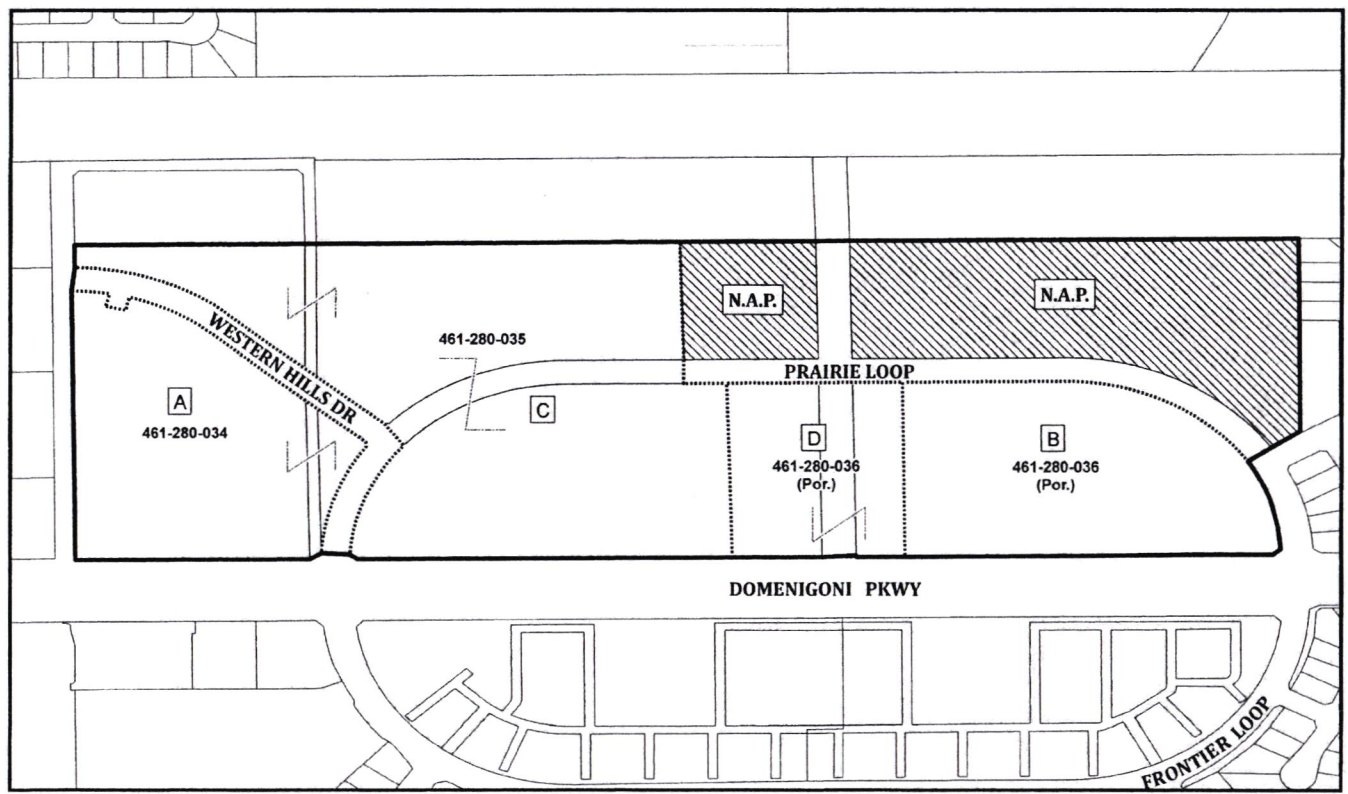 N.A.P.
N.A.P.
WESTERN HILLS DR
461-280-035
PRAIRIE LOOP
A
461-280-034
C
D
461-280-036
(Por.)
B
461-280-036
(Por.)
DOMENIGONI PKWY
FRONTIER LOOP